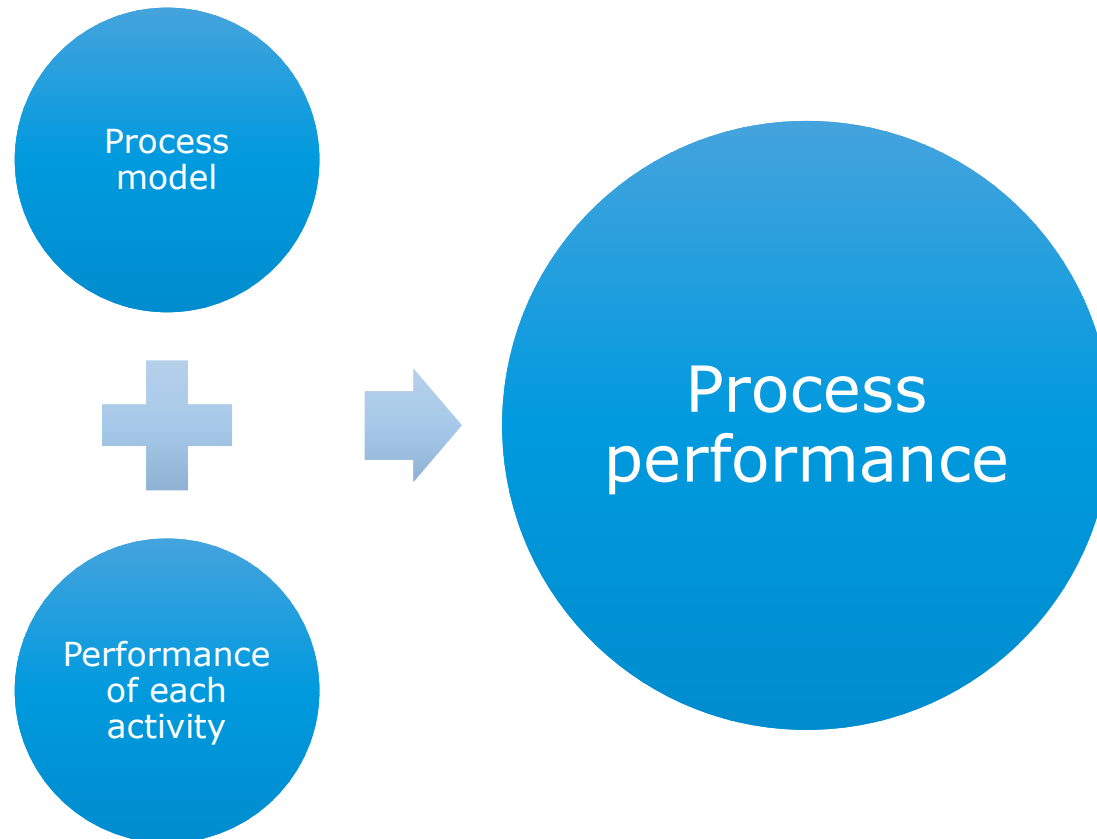 Process
model
Performance
of each
activity
Process
performance